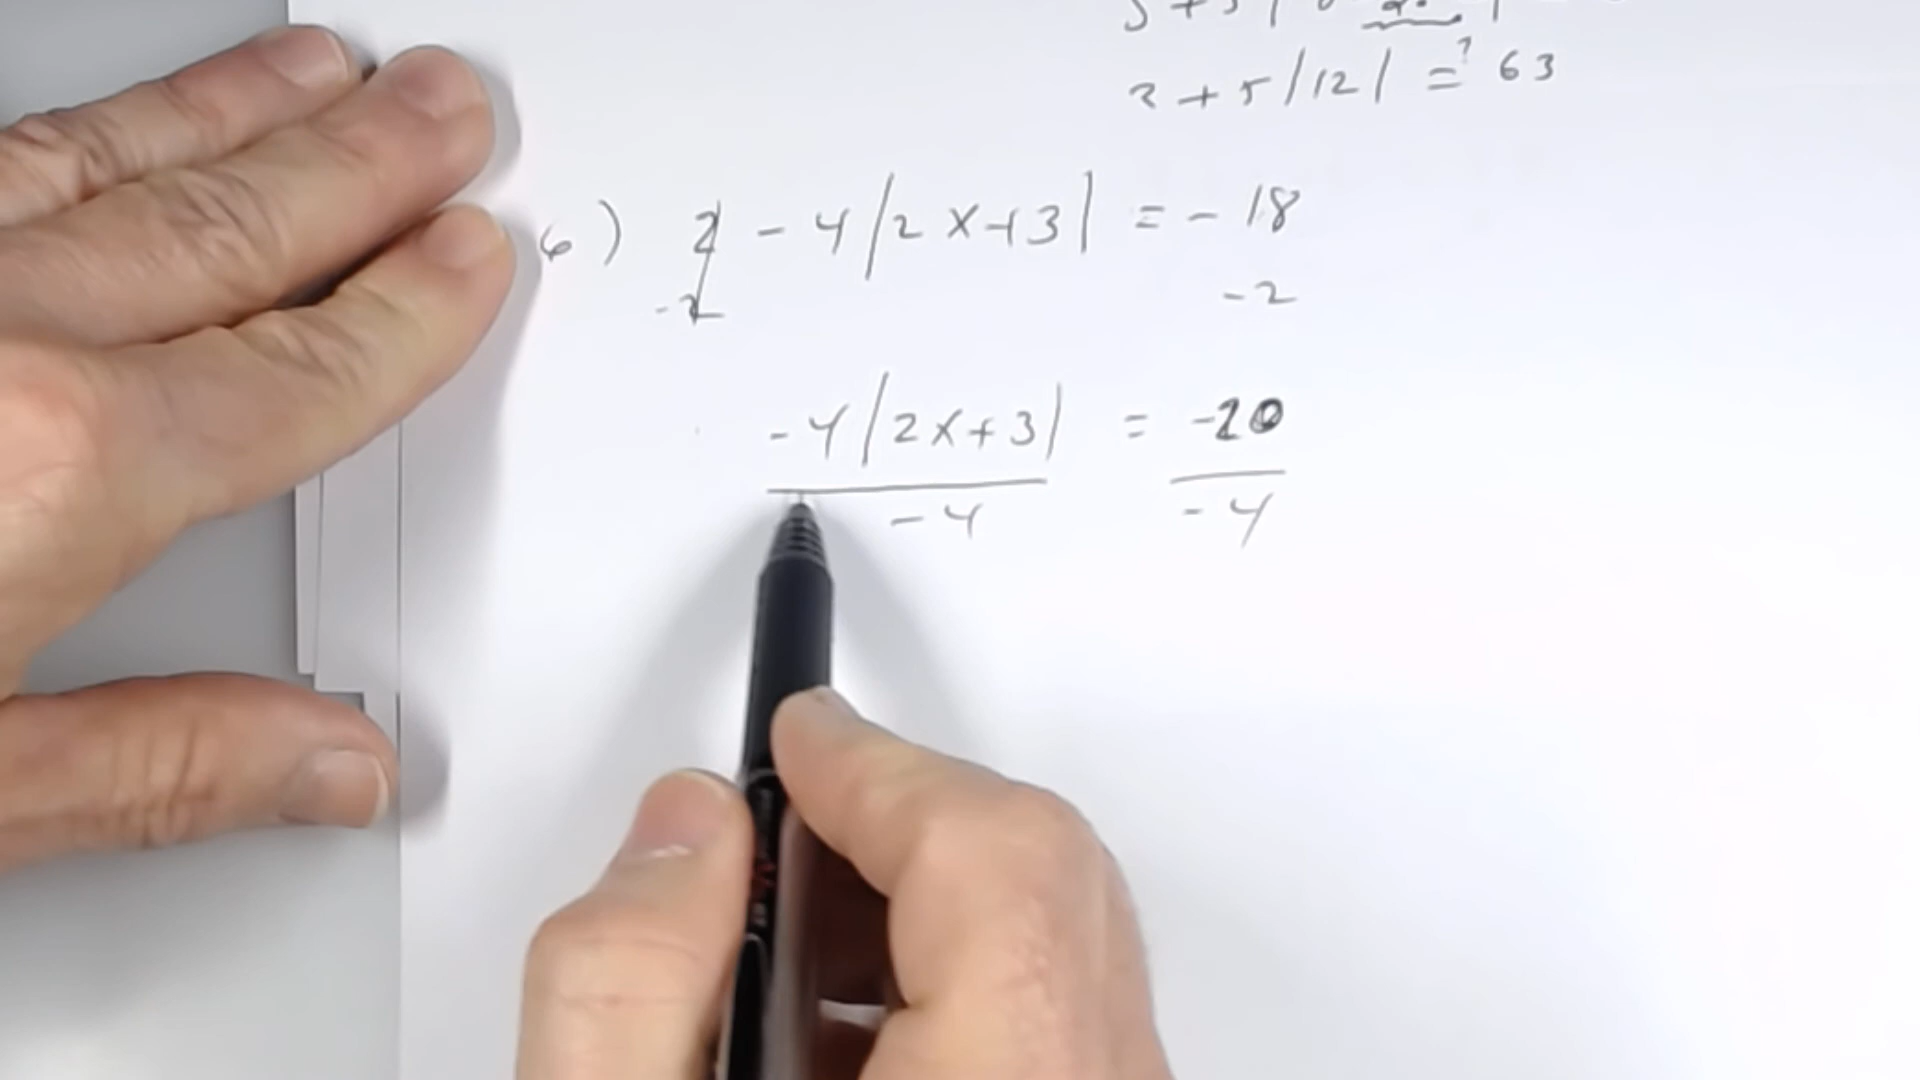 3 + 5 |12| =? 63
6) 2 - 4|2x+3| = - 18
-2 -2
-4|2x+3| = -20
-4 -4